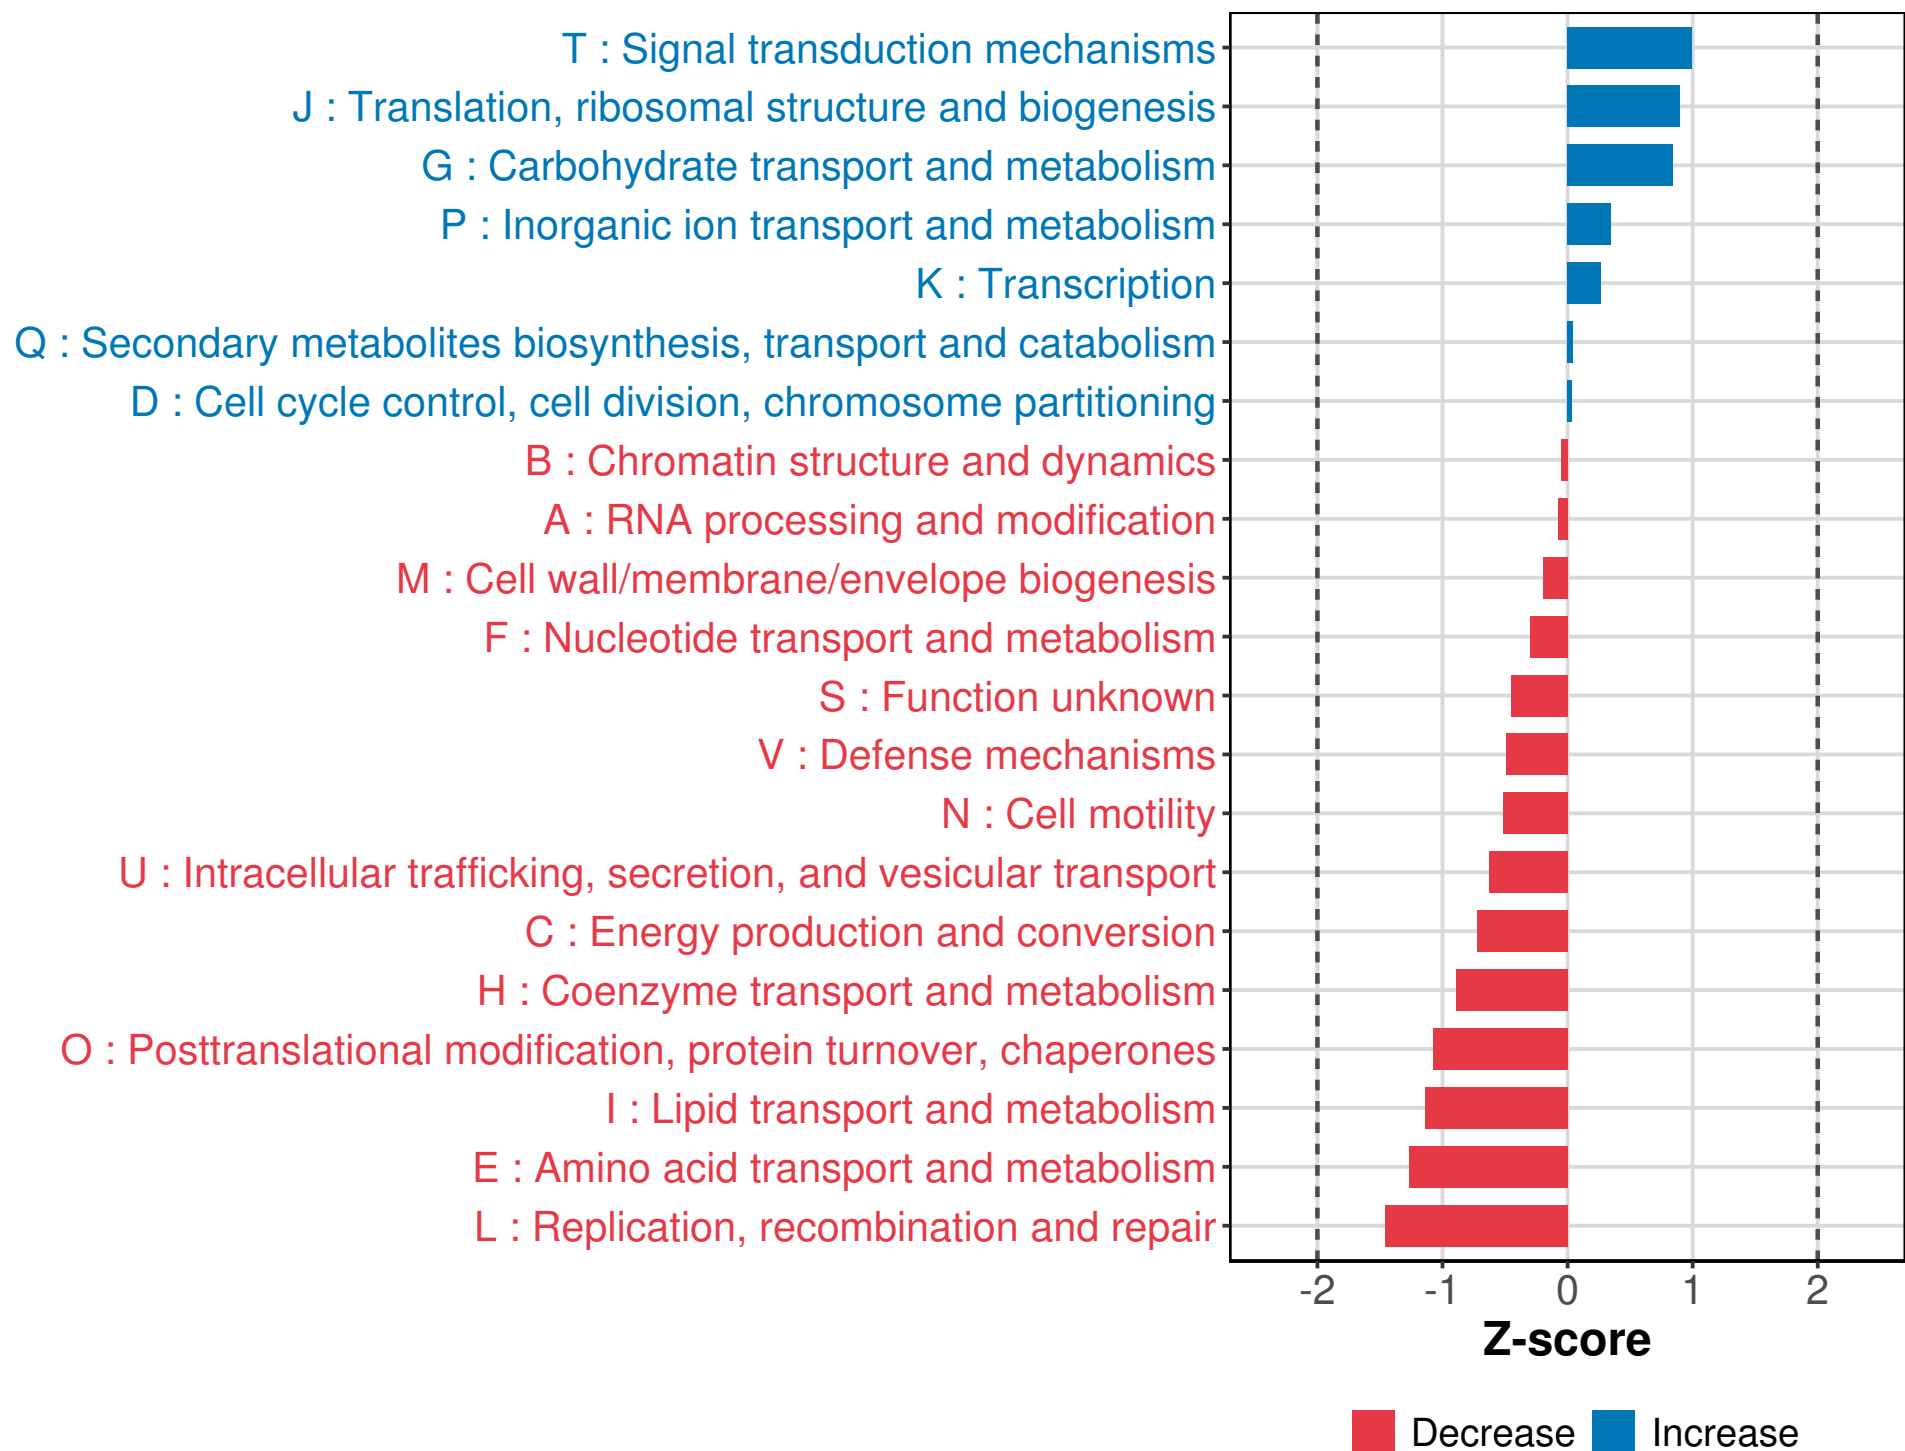 T : Signal transduction mechanisms
J : Translation, ribosomal structure and biogenesis
G : Carbohydrate transport and metabolism
P : Inorganic ion transport and metabolism
K : Transcription
Q : Secondary metabolites biosynthesis, transport and catabolism
D : Cell cycle control, cell division, chromosome partitioning
B : Chromatin structure and dynamics
A : RNA processing and modification
M : Cell wall/membrane/envelope biogenesis
F : Nucleotide transport and metabolism
S : Function unknown
V : Defense mechanisms
N : Cell motility
U : Intracellular trafficking, secretion, and vesicular transport
C : Energy production and conversion
H : Coenzyme transport and metabolism
O : Posttranslational modification, protein turnover, chaperones
I : Lipid transport and metabolism
E : Amino acid transport and metabolism
L : Replication, recombination and repair
-2 -1 0 1 2
Z-score
Decrease Increase